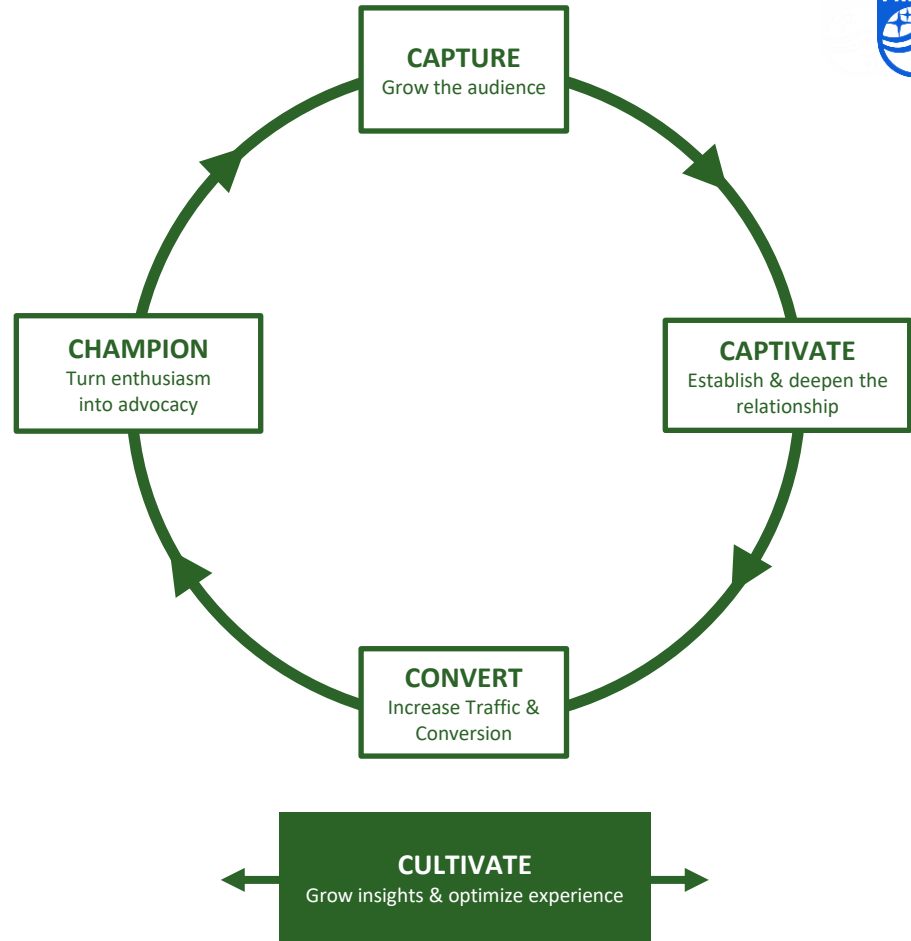 CAPTURE
Grow the audience
CHAMPION
Turn enthusiasm
into advocacy
CAPTIVATE
Establish & deepen the
relationship
CONVERT
Increase Traffic &
Conversion
CULTIVATE
Grow insights & optimize experience